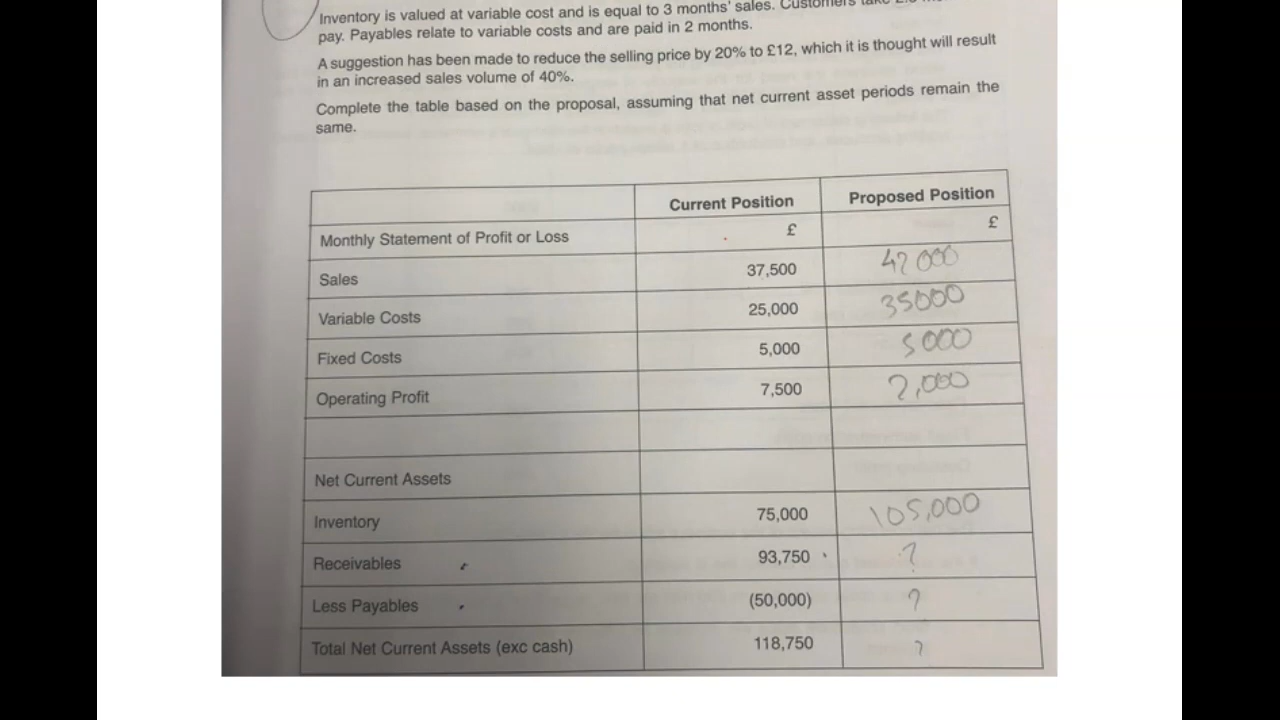 Inventory is valued at variable cost and is equal to 3 months' sales. Customers take
pay. Payables relate to variable costs and are paid in 2 months.
A suggestion has been made to reduce the selling price by 20% to £12, which it is thought will result
in an increased sales volume of 40%.
Complete the table based on the proposal, assuming that net current asset periods remain the
same.
Current Position Proposed Position
Monthly Statement of Profit or Loss £ £
Sales 37,500 42000
Variable Costs 25,000 35000
Fixed Costs 5,000 5000
Operating Profit 7,500 2,000
Net Current Assets
Inventory 75,000 105,000
Receivables 93,750 ?
Less Payables (50,000) ?
Total Net Current Assets (exc cash) 118,750 ?